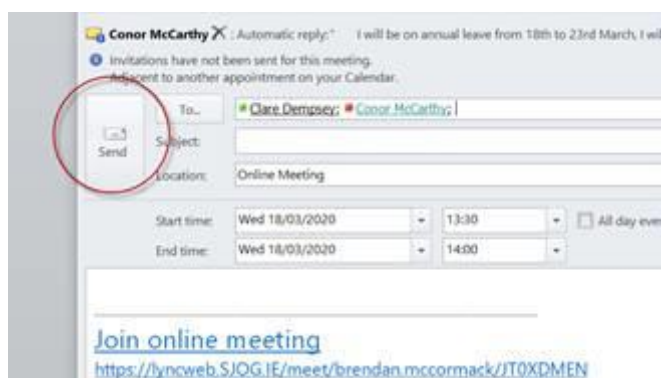 Conor McCarthy X : Automatic reply:" I will be on annual leave from 18th to 23rd March, I wil
Invitations have not been sent for this meeting.
Adjacent to another appointment on your Calendar.
To...
Clare Dempsey; Conor McCarthy;
Send
Subject:
Location:
Online Meeting
Start time:
Wed 18/03/2020
13:30
All day eve
End time:
Wed 18/03/2020
14:00
Join online meeting
https://lyncweb.SJOG.IE/meet/brendan.mccormack/JT0XDMEN